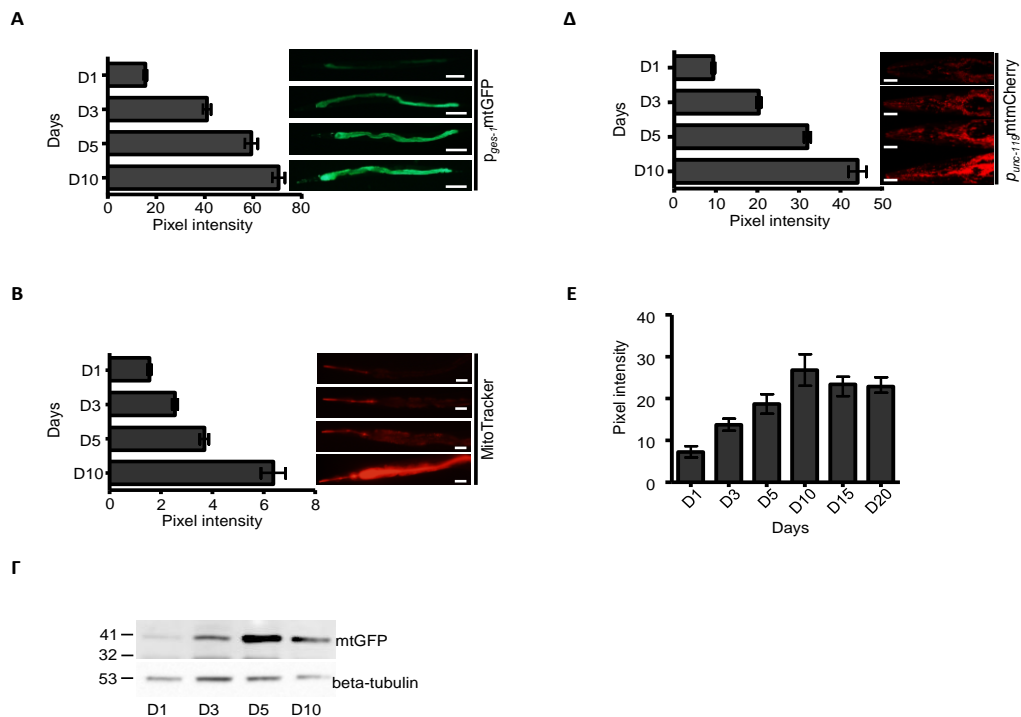 A
Days
D1
D3
D5
D10
0 20 40 60 80
Pixel intensity
pges-1mtGFP
B
Days
D1
D3
D5
D10
0 2 4 6 8
Pixel intensity
MitoTracker
Γ
41
32
53
mtGFP
beta-tubulin
D1 D3 D5 D10
Δ
Days
D1
D3
D5
D10
0 10 20 30 40 50
Pixel intensity
punc-119mtmCherry
E
Pixel intensity
40
30
20
10
0
D1 D3 D5 D10 D15 D20
Days